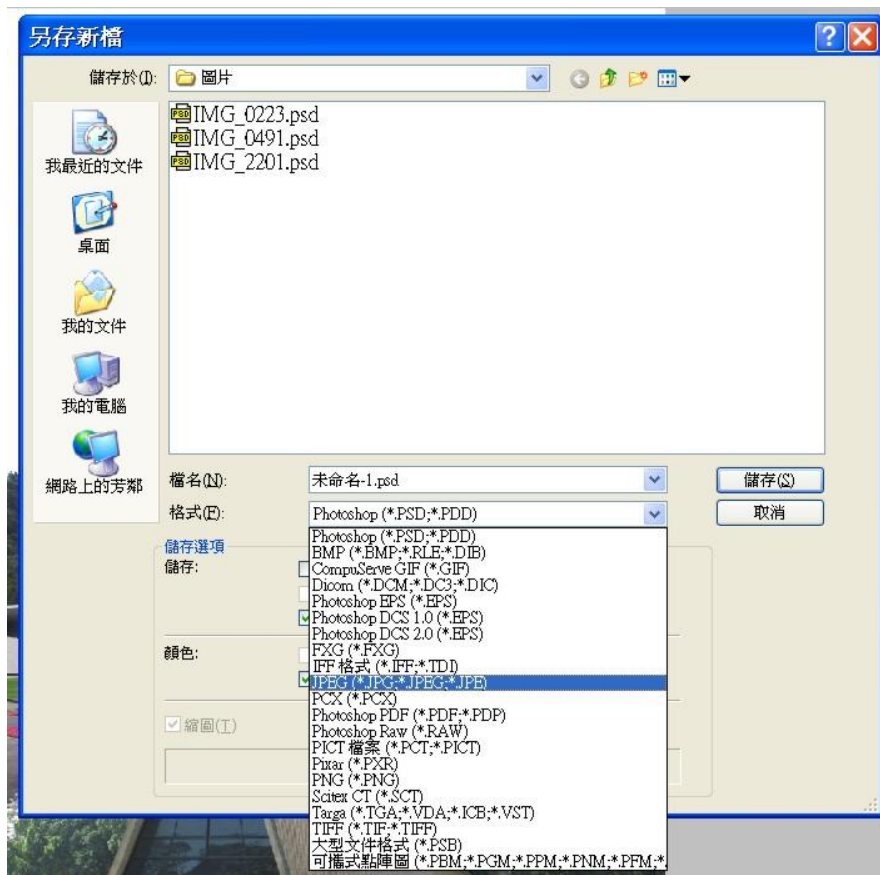 另存新檔
儲存於(I):
圖片
IMG_0223.psd
IMG_0491.psd
IMG_2201.psd
我最近的文件
桌面
我的文件
我的電腦
網路上的芳鄰
檔名(N):
未命名-1.psd
儲存(S)
格式(F):
Photoshop (*.PSD;*.PDD)
取消
儲存選項
儲存:
顏色:
縮圖(T)
Photoshop (*.PSD;*.PDD)
BMP (*.BMP;*.RLE;*.DIB)
CompuServe GIF (*.GIF)
Dicom (*.DCM;*.DC3;*.DIC)
Photoshop EPS (*.EPS)
Photoshop DCS 1.0 (*.EPS)
Photoshop DCS 2.0 (*.EPS)
FXG (*.FXG)
IFF 格式 (*.IFF;*.TDI)
JPEG (*.JPG;*.JPEG;*.JPE)
PCX (*.PCX)
Photoshop PDF (*.PDF;*.PDP)
Photoshop Raw (*.RAW)
PICT 檔案 (*.PCT;*.PICT)
Pixar (*.PXR)
PNG (*.PNG)
Scitex CT (*.SCT)
Targa (*.TGA;*.VDA;*.ICB;*.VST)
TIFF (*.TIF;*.TIFF)
大型文件格式 (*.PSB)
可攜式點陣圖 (*.PBM;*.PGM;*.PPM;*.PNM;*.PFM;*.